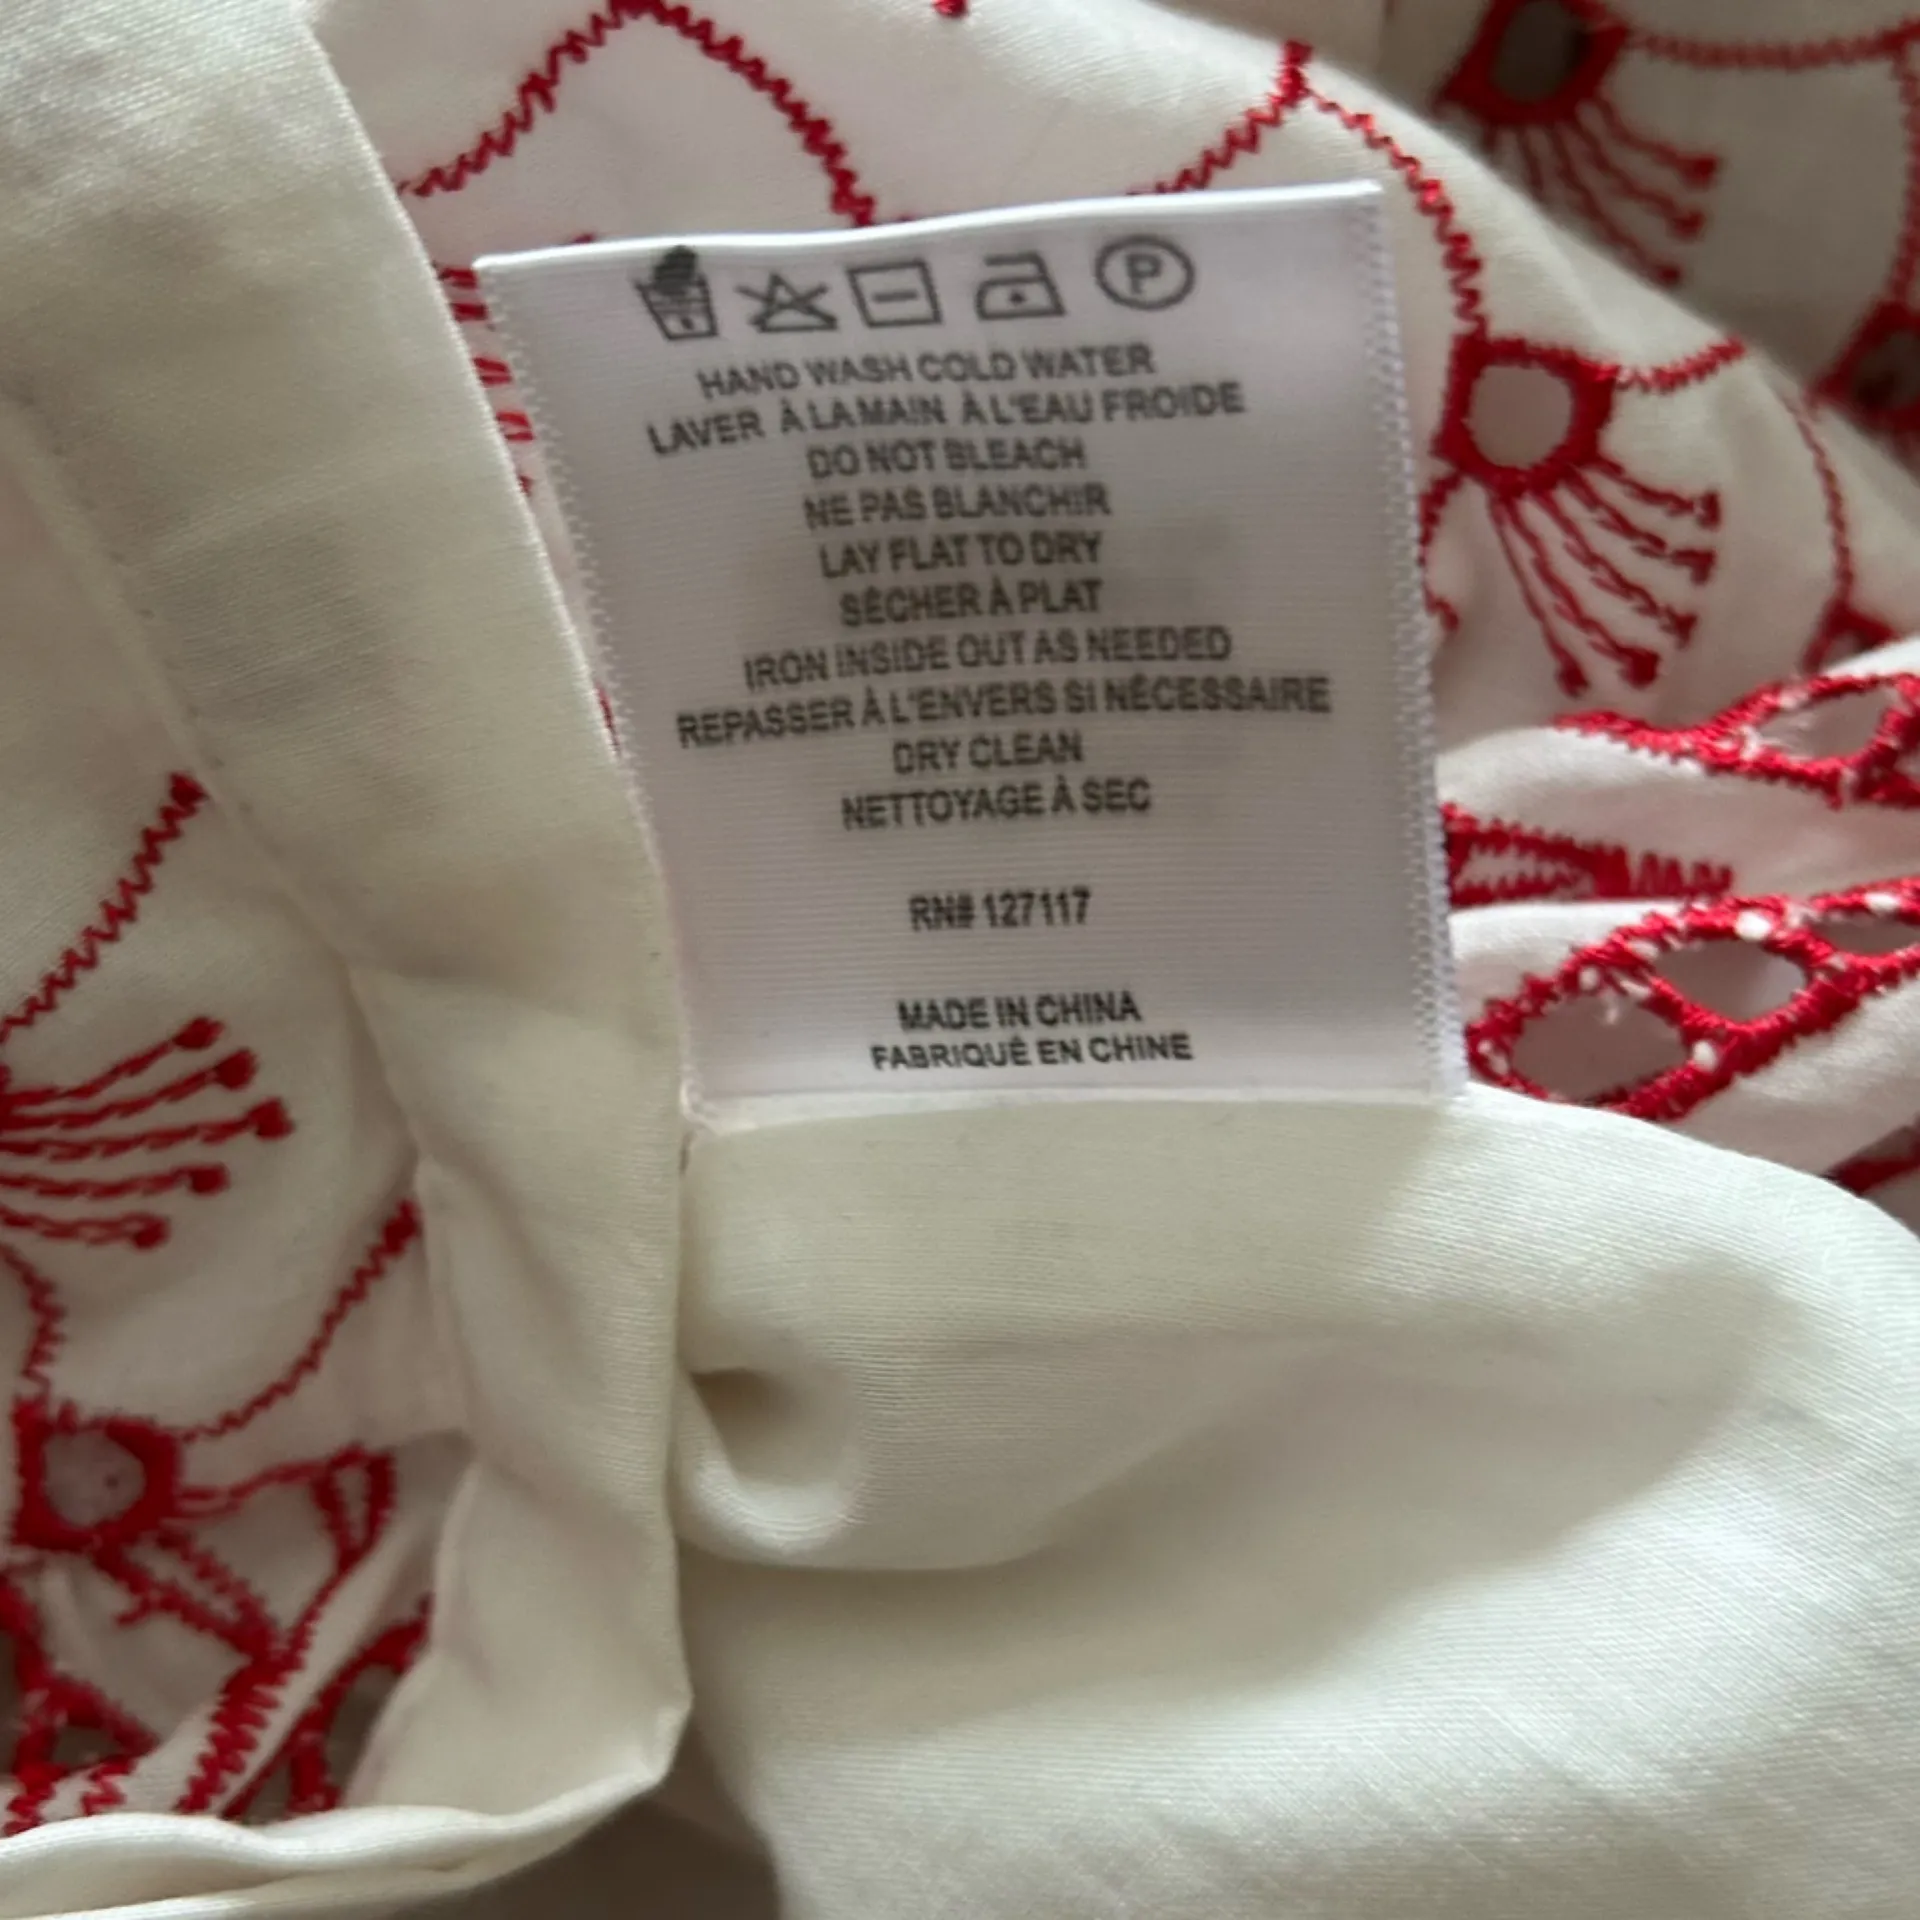 P
HAND WASH COLD WATER
LAVER À LA MAIN À L'EAU FROIDE
DO NOT BLEACH
NE PAS BLANCHIR
LAY FLAT TO DRY
SÉCHER À PLAT
IRON INSIDE OUT AS NEEDED
REPASSER À L'ENVERS SI NÉCESSAIRE
DRY CLEAN
NETTOYAGE À SEC
RN# 127117
MADE IN CHINA
FABRIQUÉ EN CHINE